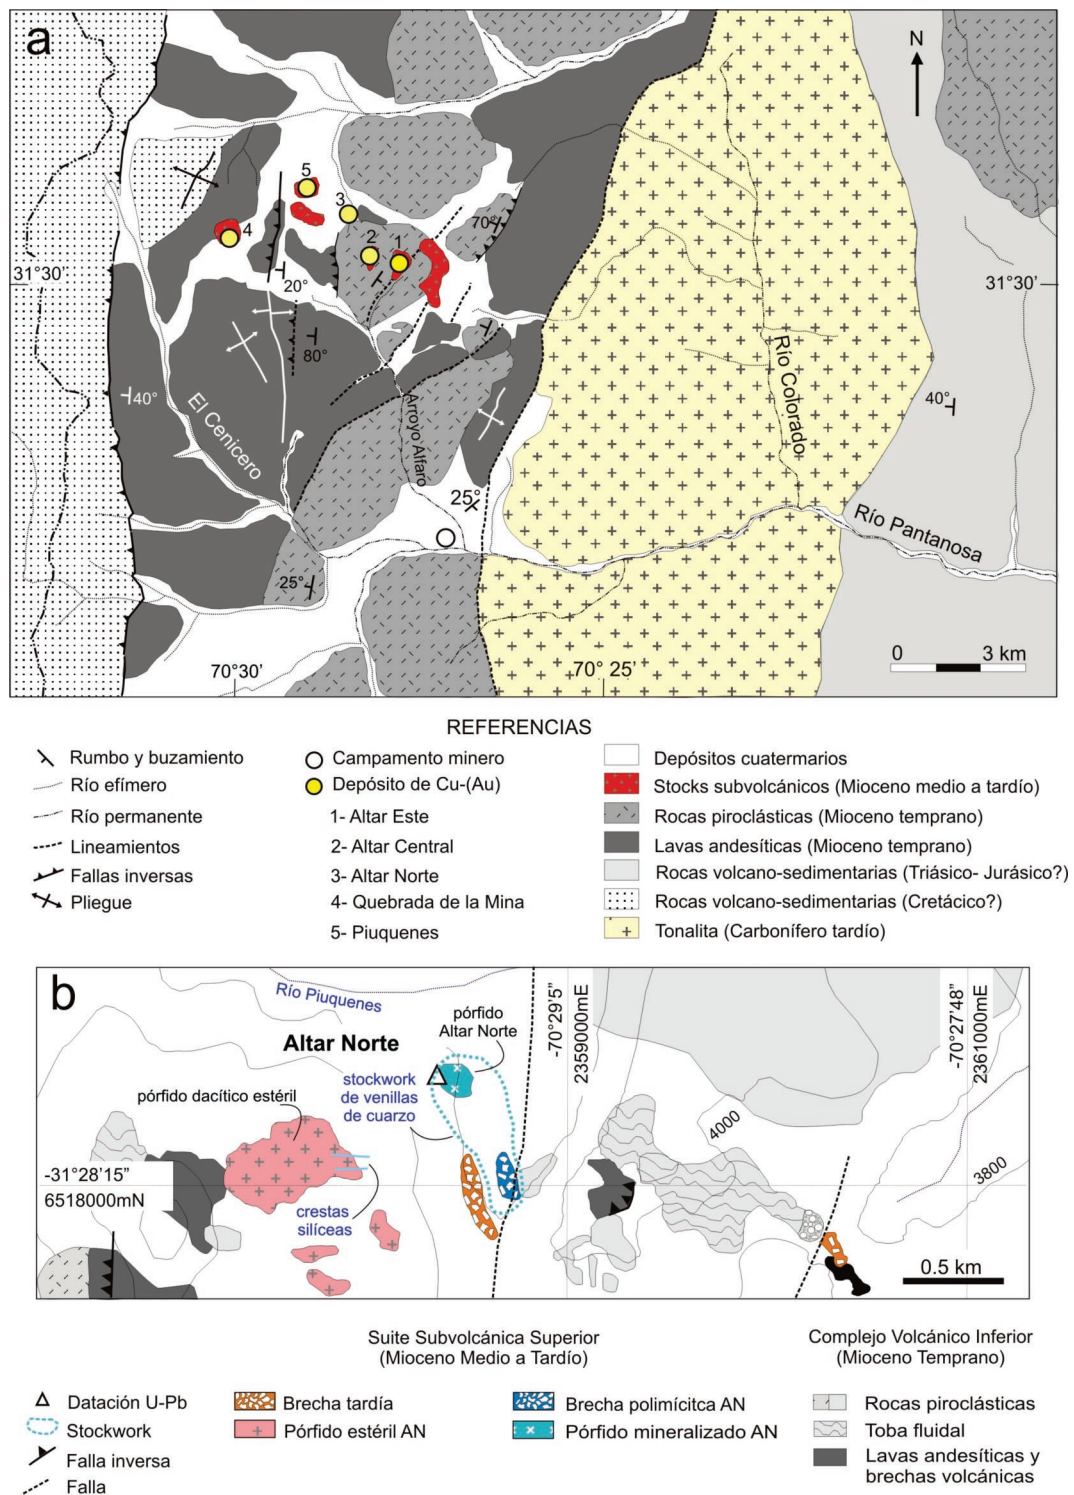 a
N
5
3
4
2
1
70°
31°30'
31°30'
20°
80°
40°
El Cenicero
Arroyo Alfaro
Río Colorado
40°
25°
Río Pantanosa
25°
70°30'
70° 25'
0 3 km
REFERENCIAS
Rumbo y buzamiento
Río efímero
Río permanente
Lineamientos
Fallas inversas
Pliegue
Campamento minero
Depósito de Cu-(Au)
1- Altar Este
2- Altar Central
3- Altar Norte
4- Quebrada de la Mina
5- Piuquenes
Depósitos cuatermarios
Stocks subvolcánicos (Mioceno medio a tardío)
Rocas piroclásticas (Mioceno temprano)
Lavas andesíticas (Mioceno temprano)
Rocas volcano-sedimentarias (Triásico- Jurásico?)
Rocas volcano-sedimentarias (Cretácico?)
Tonalita (Carbonífero tardío)
b
Río Piuquenes
Altar Norte
pórfido
Altar Norte
-70°29'5"
2359000mE
-70°27'48"
2361000mE
stockwork
de venillas
de cuarzo
pórfido dacítico estéril
4000
3800
-31°28'15"
6518000mN
crestas
silíceas
0.5 km
Suite Subvolcánica Superior
(Mioceno Medio a Tardío)
Complejo Volcánico Inferior
(Mioceno Temprano)
Datación U-Pb
Stockwork
Falla inversa
Falla
Brecha tardía
Pórfido estéril AN
Brecha polimícitca AN
Pórfido mineralizado AN
Rocas piroclásticas
Toba fluidal
Lavas andesíticas y
brechas volcánicas